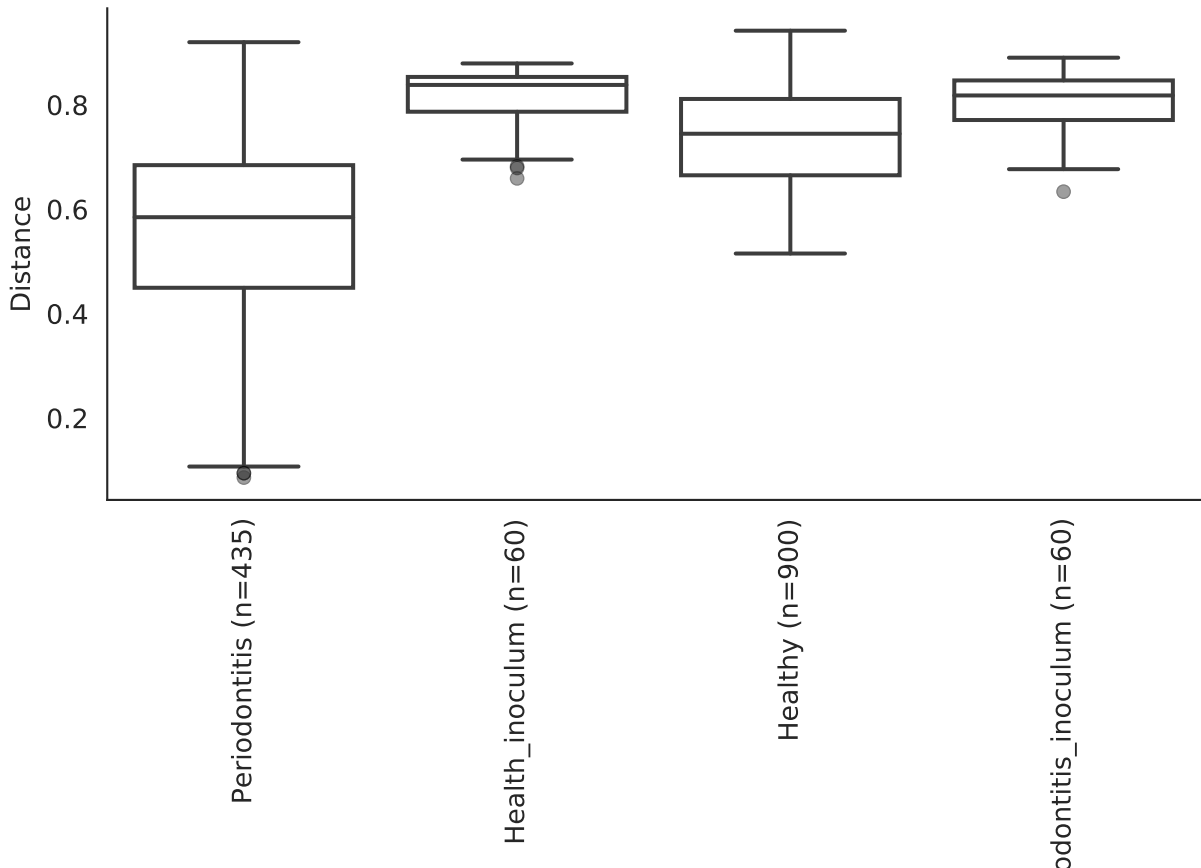 Distance
0.8
0.6
0.4
0.2
Periodontitis (n=435)
Health_inoculum (n=60)
Healthy (n=900)
odontitis_inoculum (n=60)